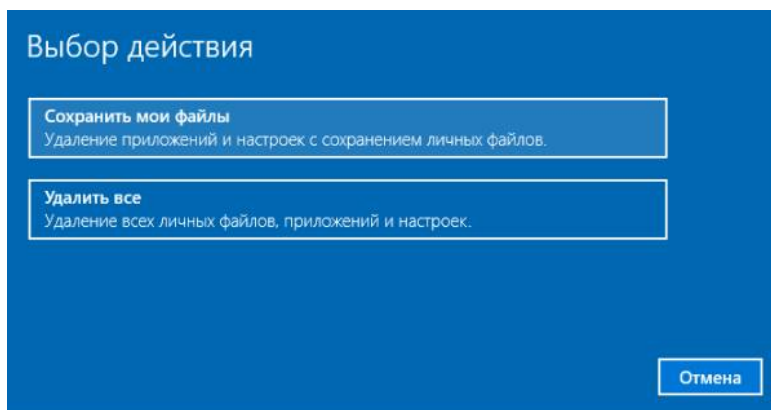 Выбор действия
Сохранить мои файлы
Удаление приложений и настроек с сохранением личных файлов.
Удалить все
Удаление всех личных файлов, приложений и настроек.
Отмена